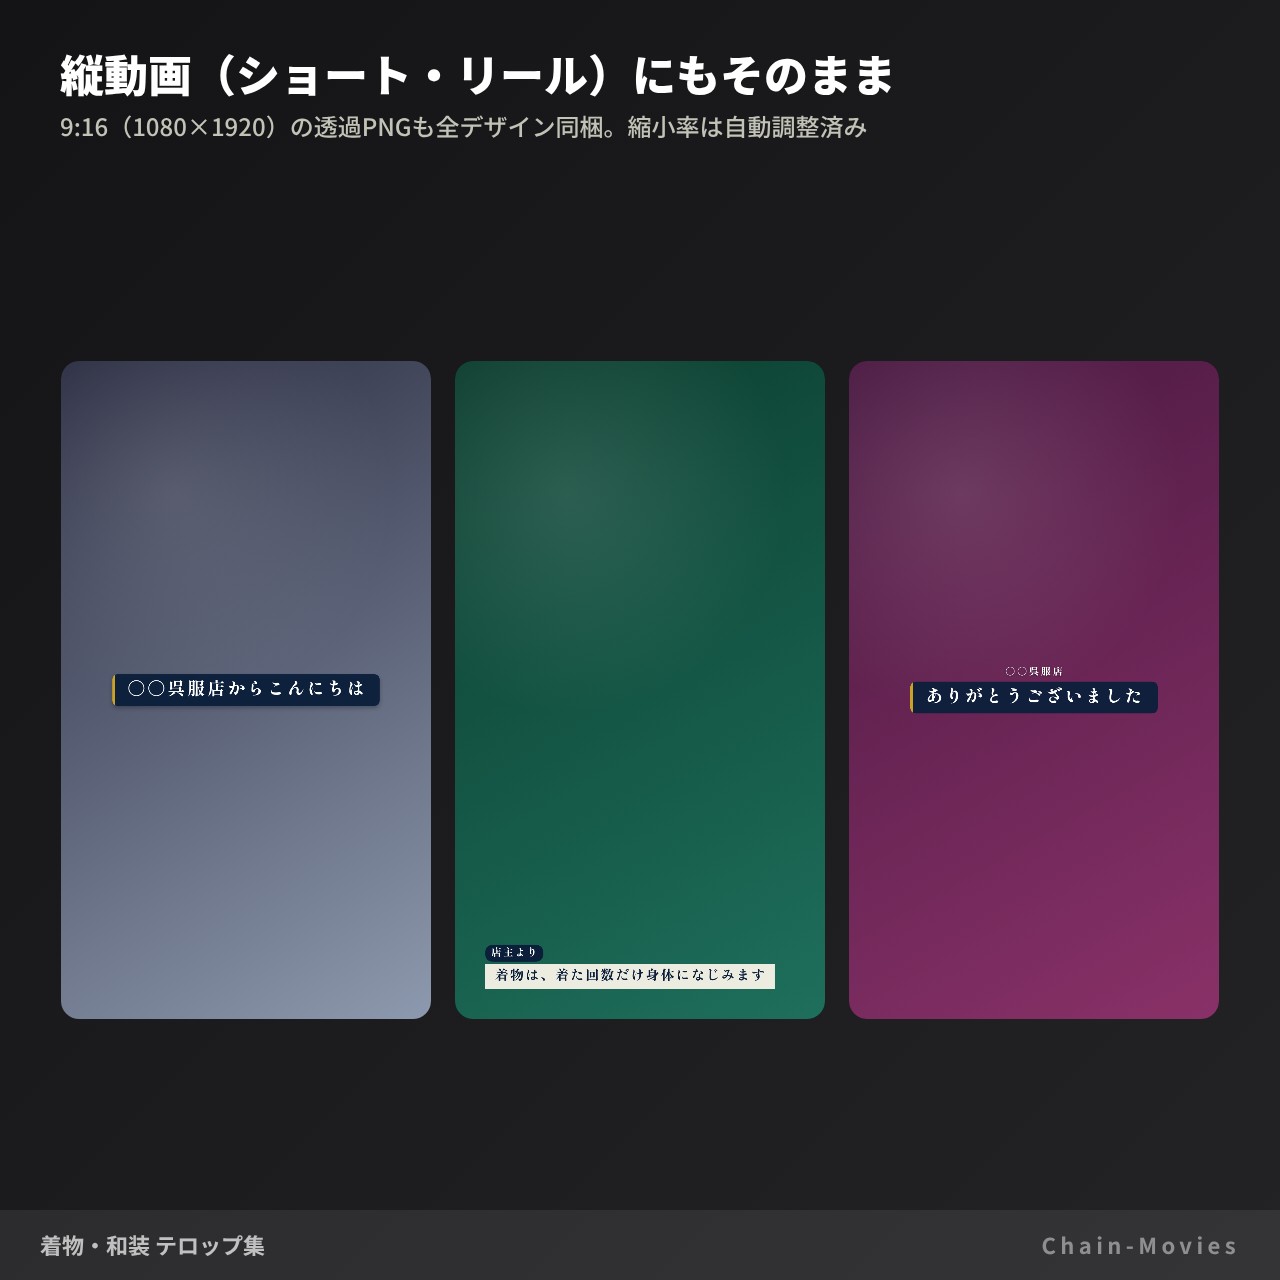 縦動画（ショート・リール）にもそのまま
9:16（1080×1920）の透過PNGも全デザイン同梱。縮小率は自動調整済み
〇〇呉服店からこんにちは
店主より
着物は、着た回数だけ身体になじみます
〇〇呉服店
ありがとうございました
着物・和装 テロップ集
Chain-Movies